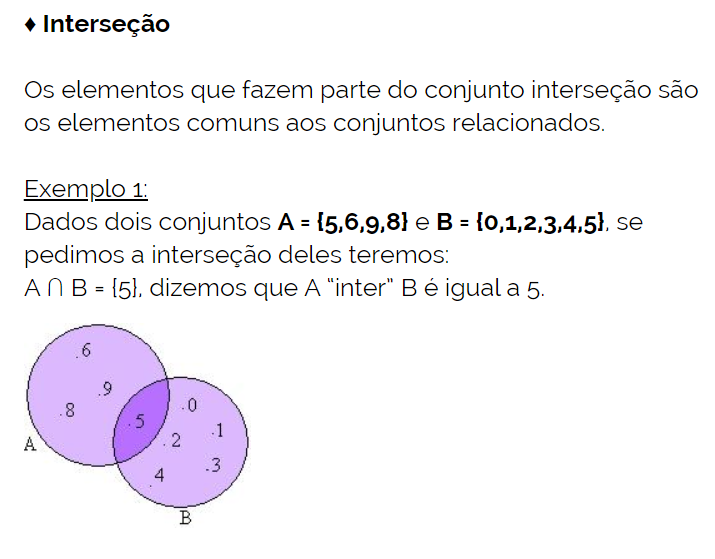 ♦ Interseção
Os elementos que fazem parte do conjunto interseção são
os elementos comuns aos conjuntos relacionados.
Exemplo 1:
Dados dois conjuntos A = {5,6,9,8} e B = {0,1,2,3,4,5}, se
pedimos a interseção deles teremos:
A ∩ B = {5}, dizemos que A “inter” B é igual a 5.
.6
.9
.8
.5
.0
.1
.2
.3
.4
A
B